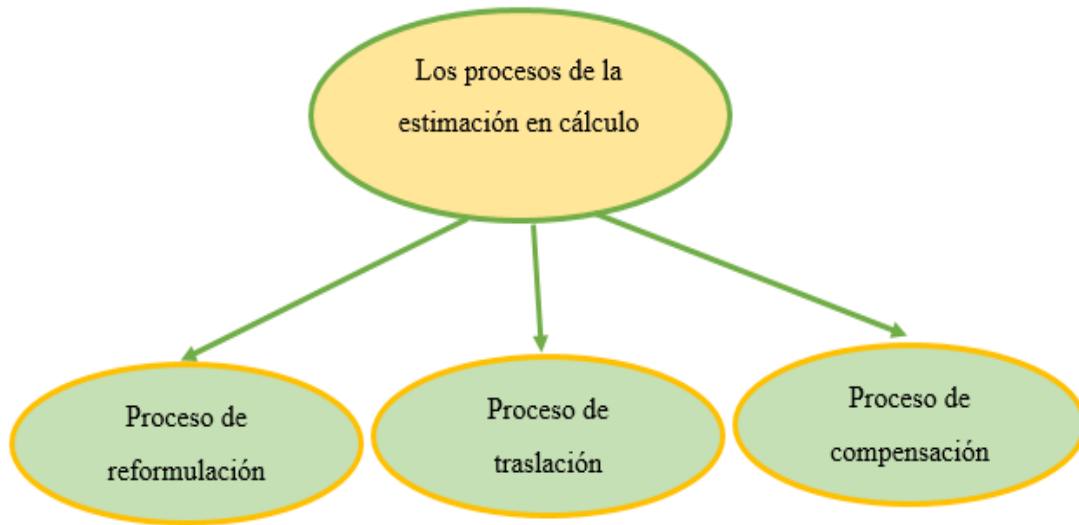 Los procesos de la
estimación en cálculo
Proceso de
reformulación
Proceso de
traslación
Proceso de
compensación